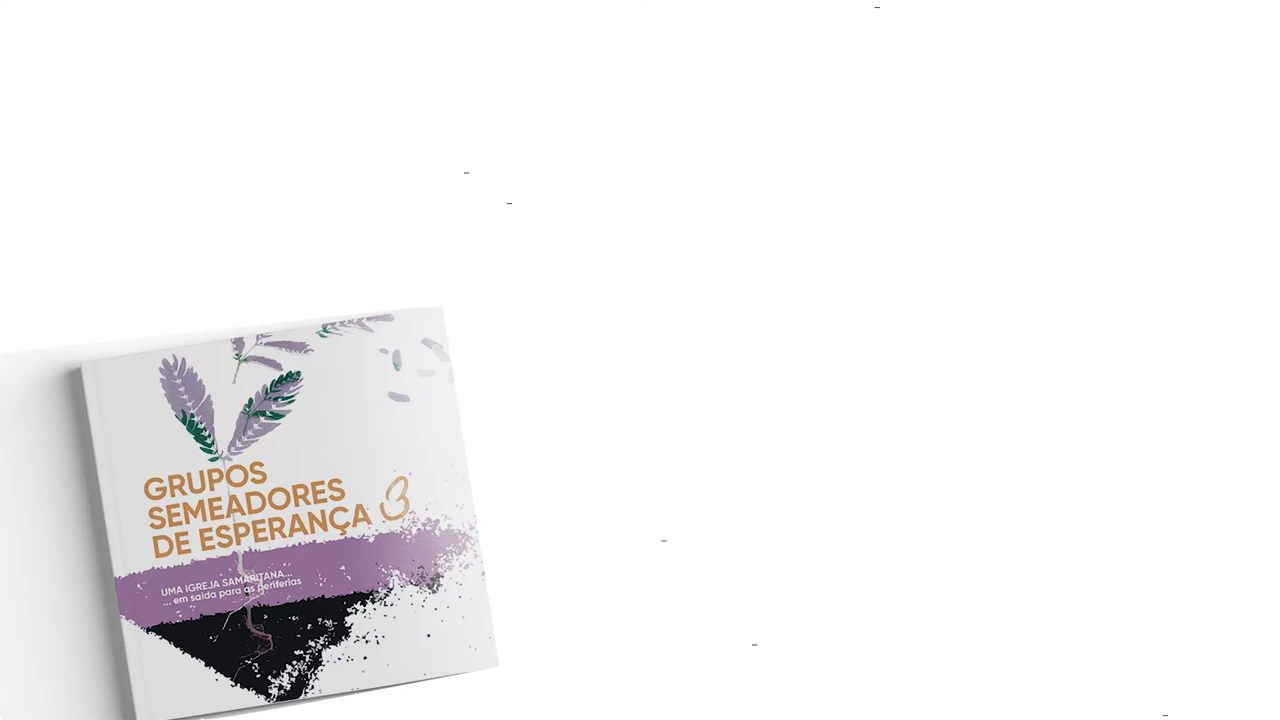 GRUPOS
SEMEADORES
DE ESPERANÇA 3
UMA IGREJA SAMARITANA...
... em saída para as periferias